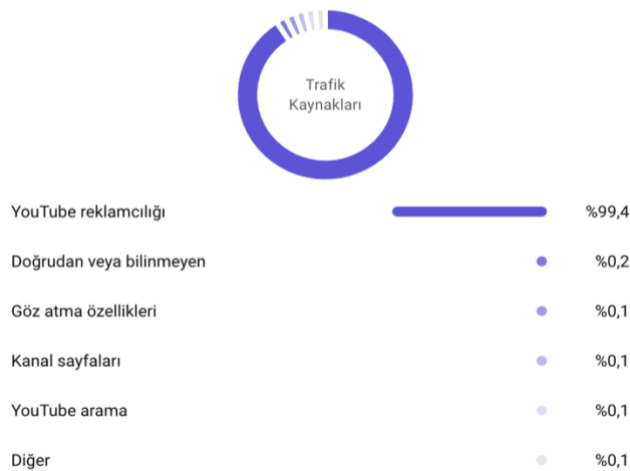 Trafik
Kaynakları
YouTube reklamcılığı %99,4
Doğrudan veya bilinmeyen %0,2
Göz atma özellikleri %0,1
Kanal sayfaları %0,1
YouTube arama %0,1
Diğer %0,1